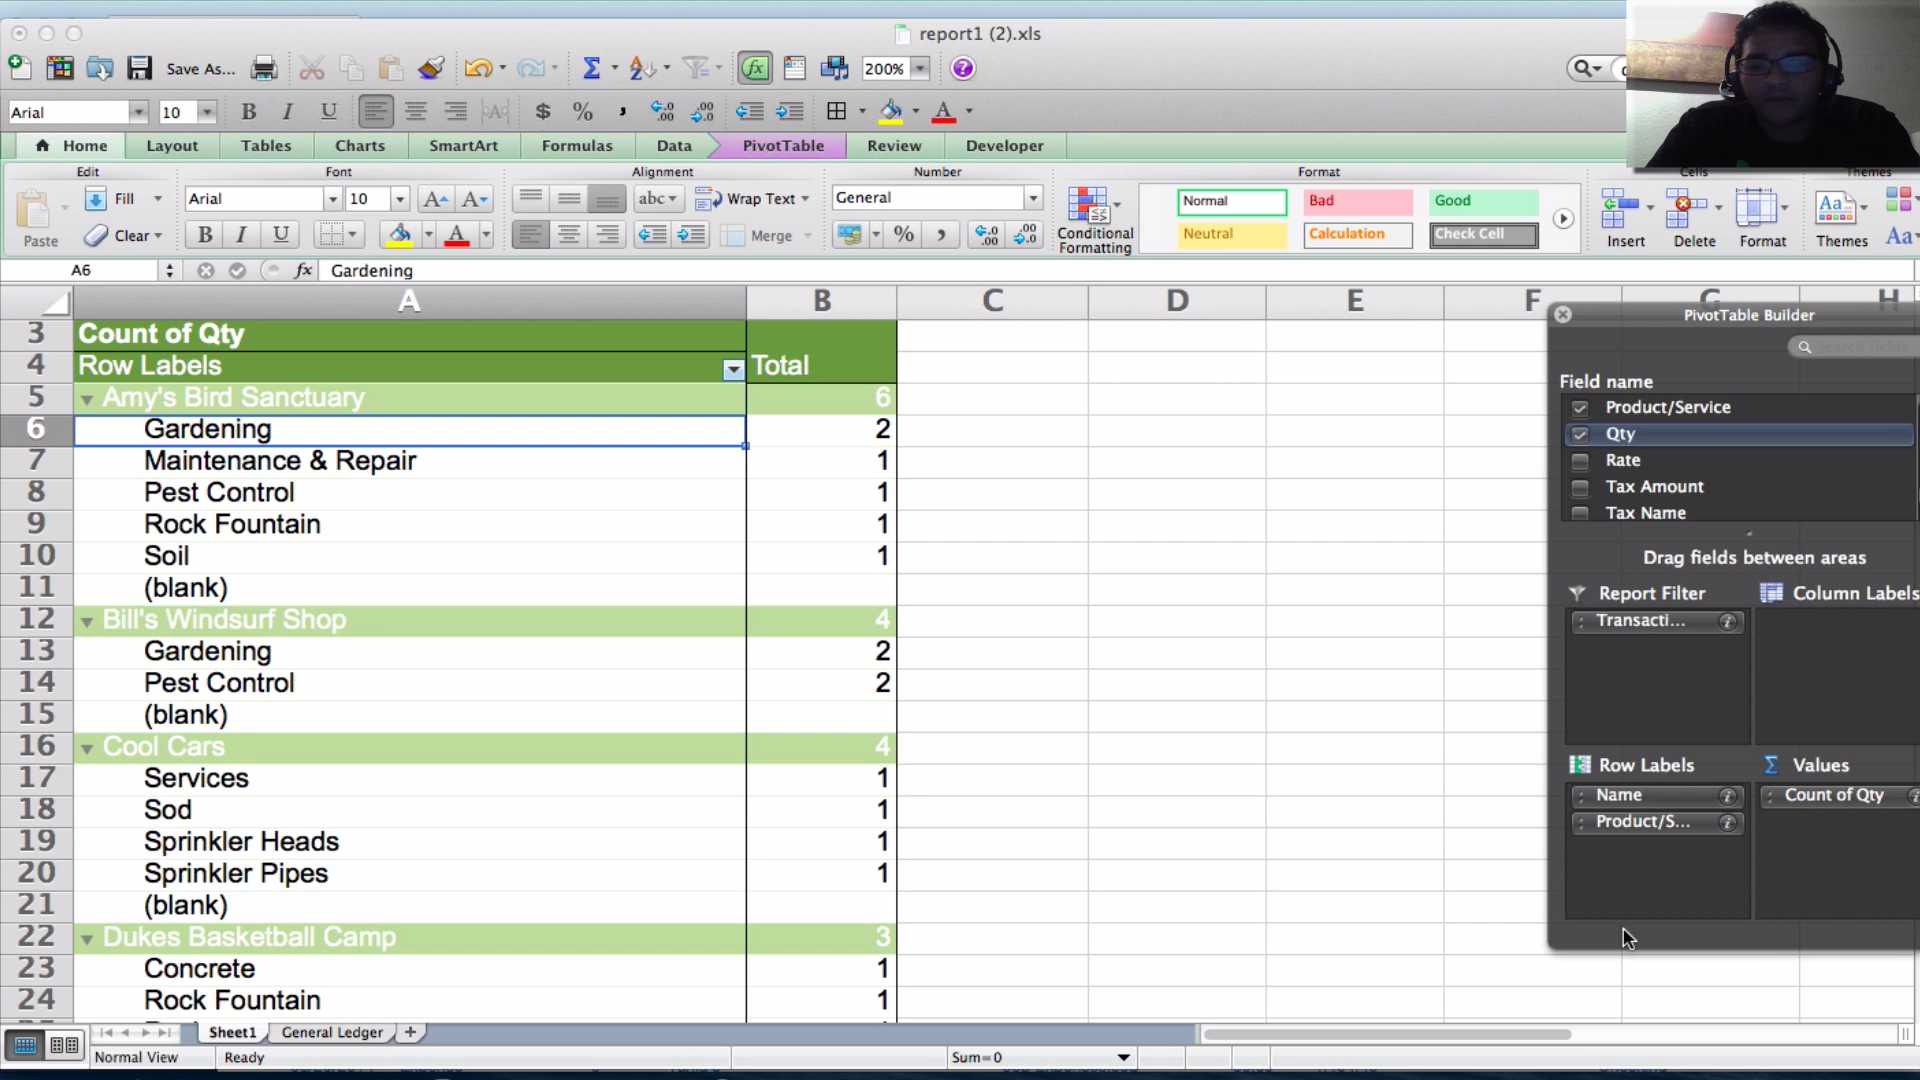 report1 (2).xls
Save As...
200%
Arial 10 B I U
Home Layout Tables Charts SmartArt Formulas Data PivotTable Review Developer
Edit Font Alignment Number Format Cells Themes
Fill Arial 10 abc Wrap Text General Normal Bad Good
Paste Clear B I U Merge Conditional Formatting Neutral Calculation Check Cell Insert Delete Format Themes Aa
A6 fx Gardening
A B C D E F G H
3 Count of Qty
4 Row Labels Total
5 Amy's Bird Sanctuary 6
6 Gardening 2
7 Maintenance & Repair 1
8 Pest Control 1
9 Rock Fountain 1
10 Soil 1
11 (blank)
12 Bill's Windsurf Shop 4
13 Gardening 2
14 Pest Control 2
15 (blank)
16 Cool Cars 4
17 Services 1
18 Sod 1
19 Sprinkler Heads 1
20 Sprinkler Pipes 1
21 (blank)
22 Dukes Basketball Camp 3
23 Concrete 1
24 Rock Fountain 1
PivotTable Builder
Search fields
Field name
Product/Service
Qty
Rate
Tax Amount
Tax Name
Drag fields between areas
Report Filter Column Labels
Transacti...
Row Labels Values
Name Count of Qty
Product/S...
Sheet1 General Ledger
Normal View Ready Sum=0